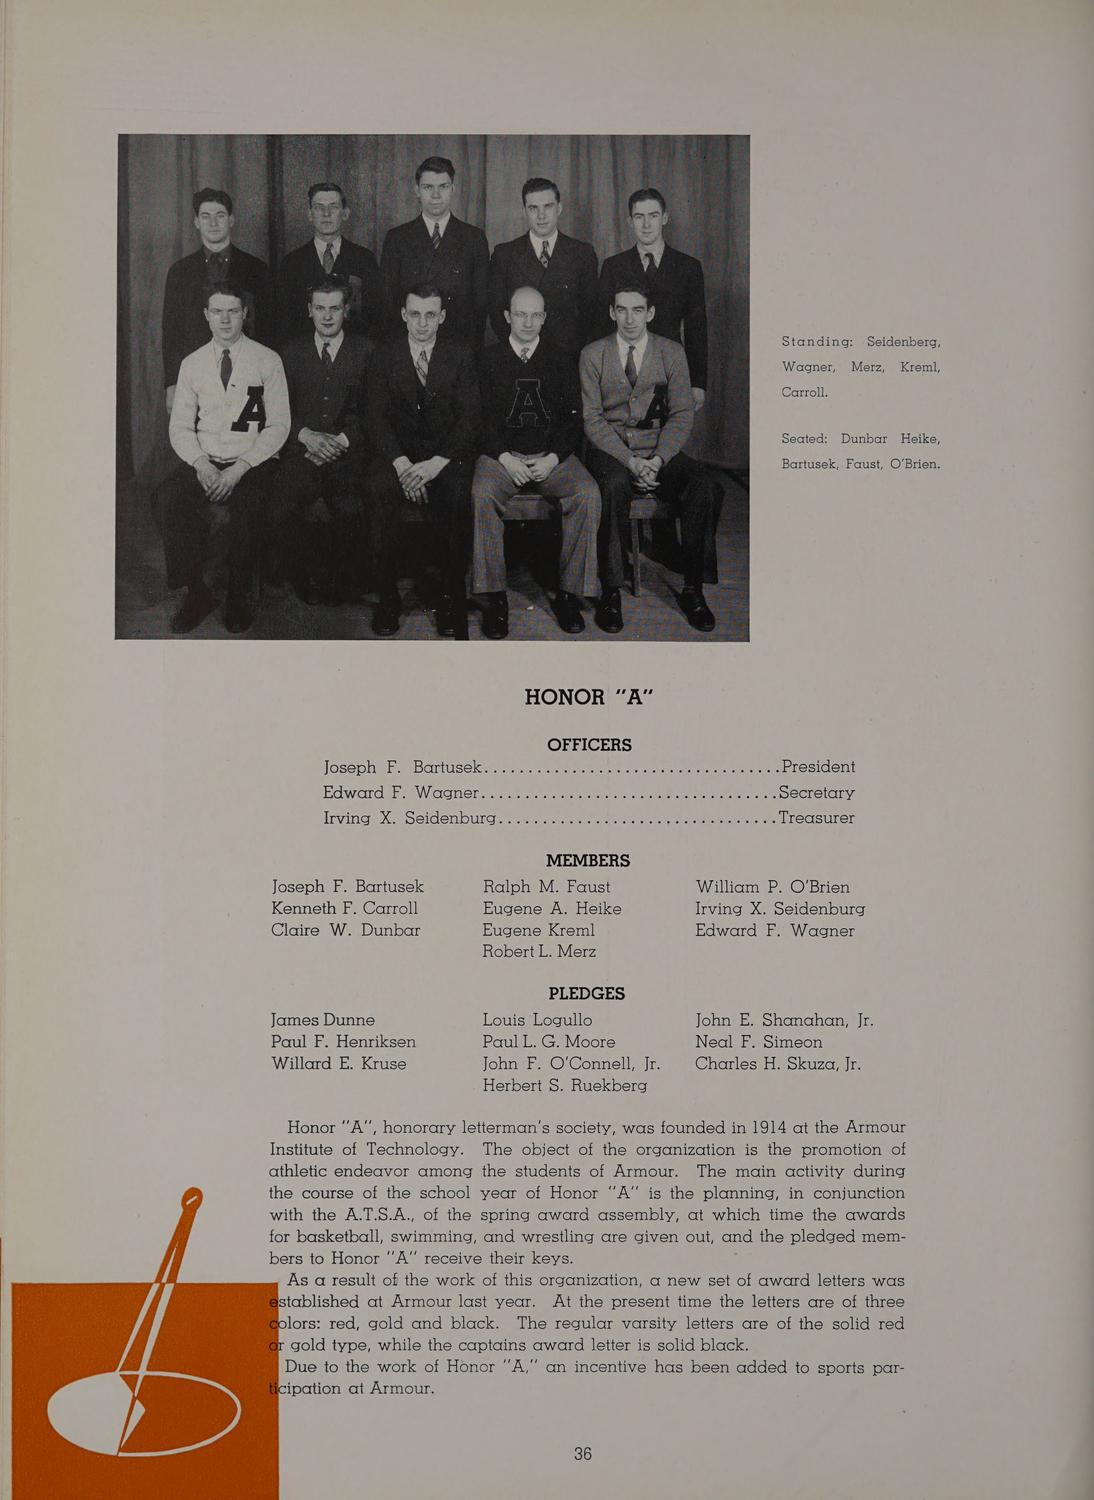 Standing: Seidenberg,
Wagner, Merz, Kreml,
Carroll.
Seated: Dunbar Heike,
Bartusek, Faust, O'Brien.
A
A
A
HONOR "A"
OFFICERS
Joseph F. Bartusek..................................President
Edward F. Wagner..................................Secretary
Irving X. Seidenburg................................Treasurer
MEMBERS
Joseph F. Bartusek Ralph M. Faust William P. O'Brien
Kenneth F. Carroll Eugene A. Heike Irving X. Seidenburg
Claire W. Dunbar Eugene Kreml Edward F. Wagner
Robert L. Merz
PLEDGES
James Dunne Louis Logullo John E. Shanahan, Jr.
Paul F. Henriksen Paul L. G. Moore Neal F. Simeon
Willard E. Kruse John F. O'Connell, Jr. Charles H. Skuza, Jr.
Herbert S. Ruekberg
Honor "A", honorary letterman's society, was founded in 1914 at the Armour
Institute of Technology. The object of the organization is the promotion of
athletic endeavor among the students of Armour. The main activity during
the course of the school year of Honor "A" is the planning, in conjunction
with the A.T.S.A., of the spring award assembly, at which time the awards
for basketball, swimming, and wrestling are given out, and the pledged mem-
bers to Honor "A" receive their keys.
As a result of the work of this organization, a new set of award letters was
established at Armour last year. At the present time the letters are of three
colors: red, gold and black. The regular varsity letters are of the solid red
or gold type, while the captains award letter is solid black.
Due to the work of Honor "A," an incentive has been added to sports par-
ticipation at Armour.
36